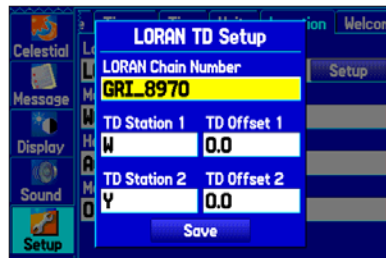 Welcom
Celestial
Message
Display
Sound
Setup
LORAN TD Setup
LORAN Chain Number
GRI_8970
TD Station 1 TD Offset 1
W 0.0
TD Station 2 TD Offset 2
Y 0.0
Save
Setup